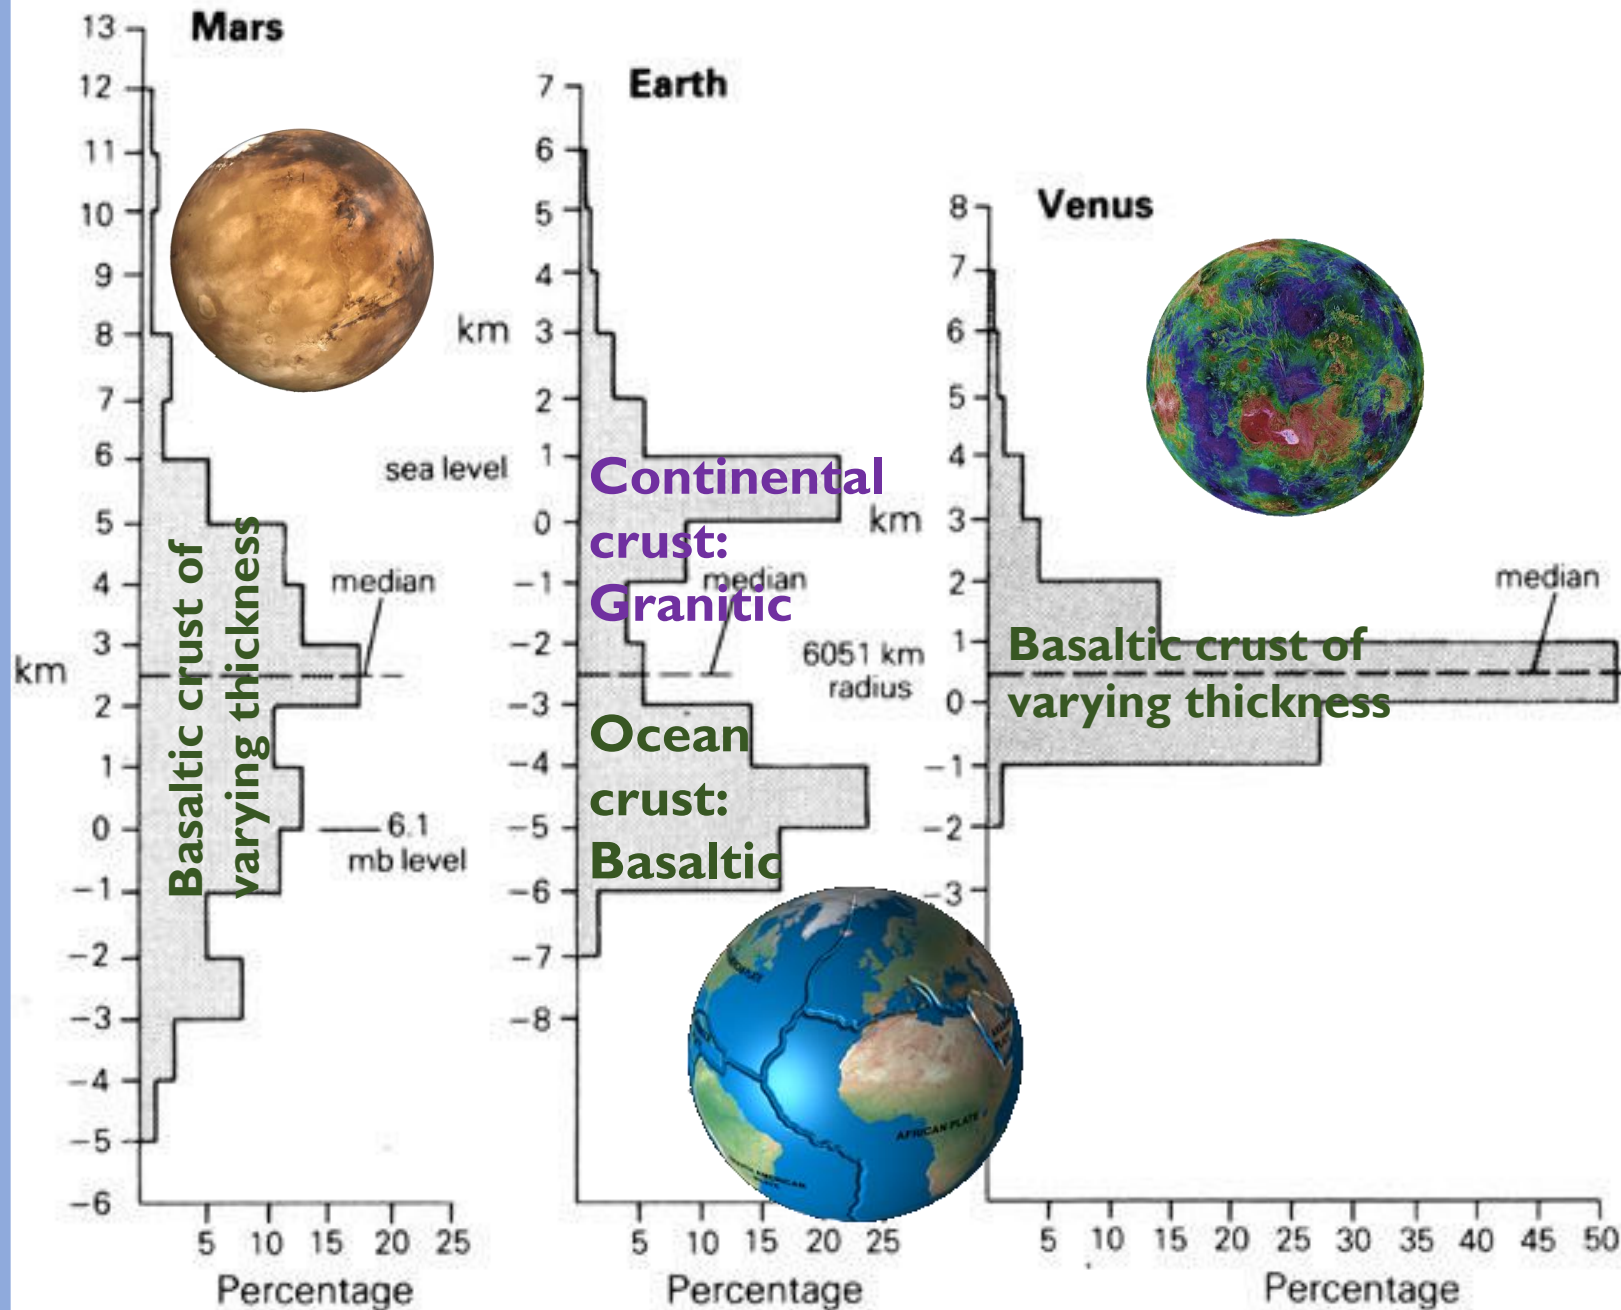 Mars
13
12
11
10
9
8
7
6
5
4
3
2
1
0
−1
−2
−3
−4
−5
−6
km
Basaltic crust of
varying thickness
median
6.1
mb level
5 10 15 20 25
Percentage
Earth
7
6
5
4
3
2
1
0
−1
−2
−3
−4
−5
−6
−7
−8
km
sea level
Continental
crust:
Granitic
median
Ocean
crust:
Basaltic
AFRICAN PLATE
5 10 15 20 25
Percentage
Venus
8
7
6
5
4
3
2
1
0
−1
−2
−3
km
6051 km
radius
median
Basaltic crust of
varying thickness
5 10 15 20 25 30 35 40 45 50
Percentage